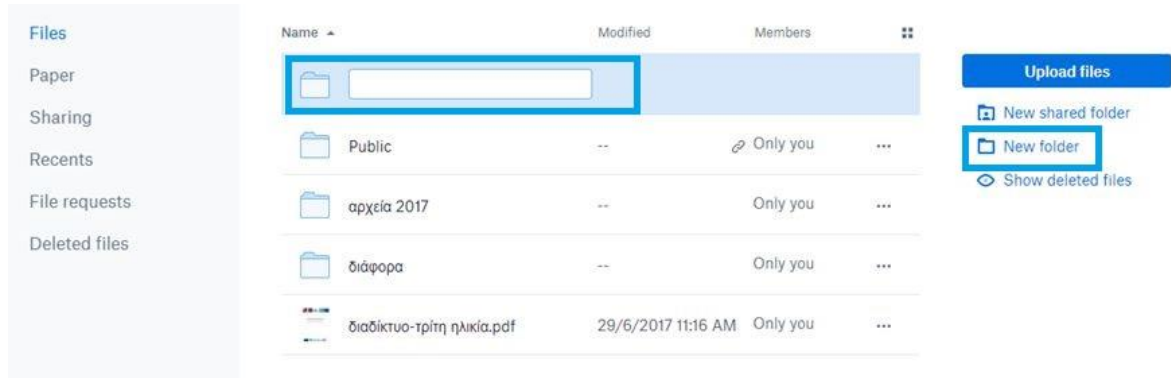 Files
Paper
Sharing
Recents
File requests
Deleted files
Name Modified Members
Public -- Only you ...
αρχεία 2017 -- Only you ...
διάφορα -- Only you ...
διαδίκτυο-τρίτη ηλικία.pdf 29/6/2017 11:16 AM Only you ...
Upload files
New shared folder
New folder
Show deleted files